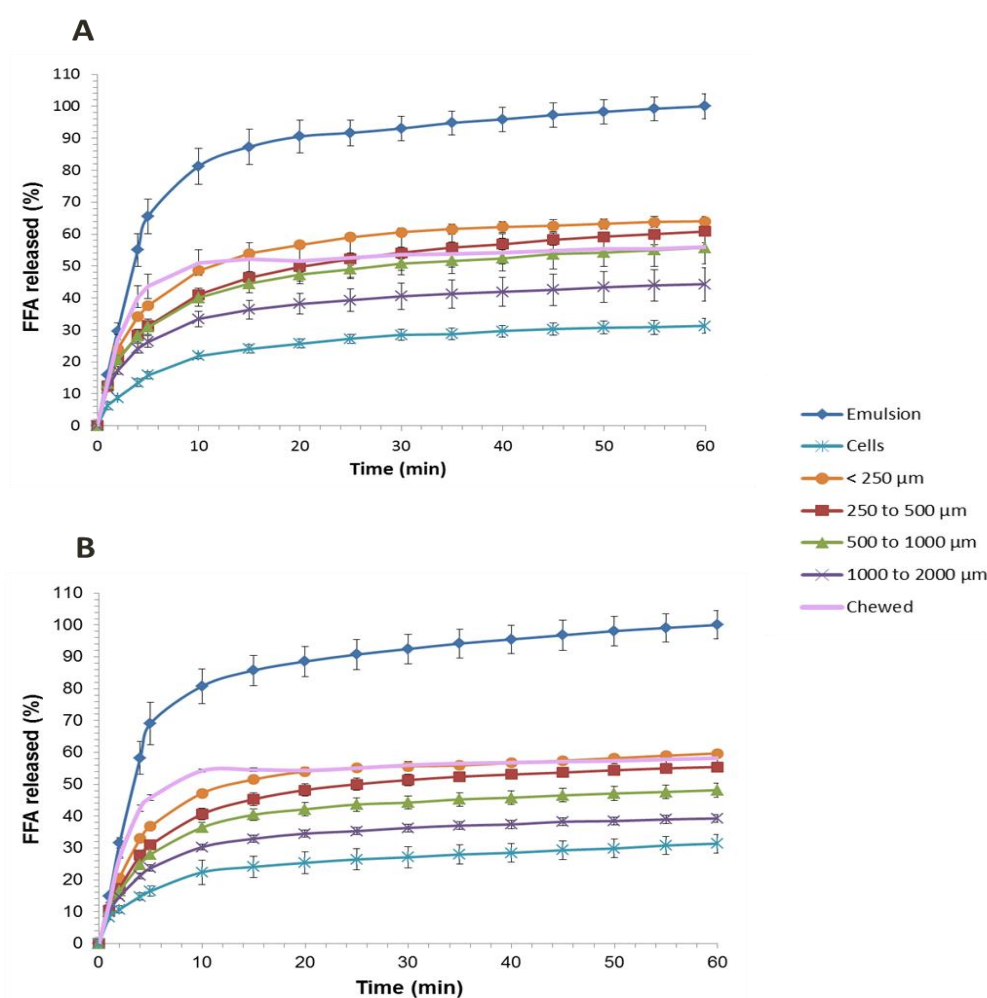 A
110
100
90
80
70
60
50
40
30
20
10
0
FFA released (%)
0 10 20 30 40 50 60
Time (min)
Emulsion
Cells
< 250 µm
250 to 500 µm
500 to 1000 µm
1000 to 2000 µm
Chewed
B
110
100
90
80
70
60
50
40
30
20
10
0
FFA released (%)
0 10 20 30 40 50 60
Time (min)